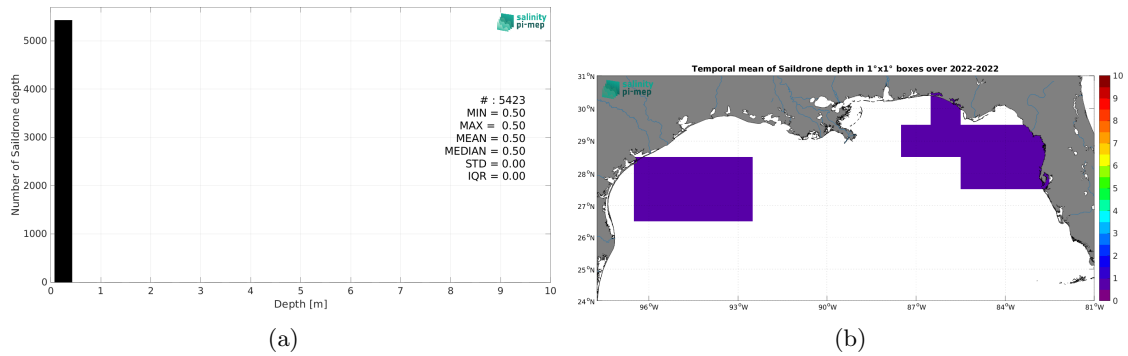 salinity
pi-mep
5000
4000
3000
2000
1000
0
Number of Saildrone depth
# : 5423
MIN = 0.50
MAX = 0.50
MEAN = 0.50
MEDIAN = 0.50
STD = 0.00
IQR = 0.00
0 1 2 3 4 5 6 7 8 9 10
Depth [m]
(a)
Temporal mean of Saildrone depth in 1°x1° boxes over 2022-2022
salinity
pi-mep
31°N
30°N
29°N
28°N
27°N
26°N
25°N
24°N
96°W 93°W 90°W 87°W 84°W 81°W
10
9
8
7
6
5
4
3
2
1
0
(b)